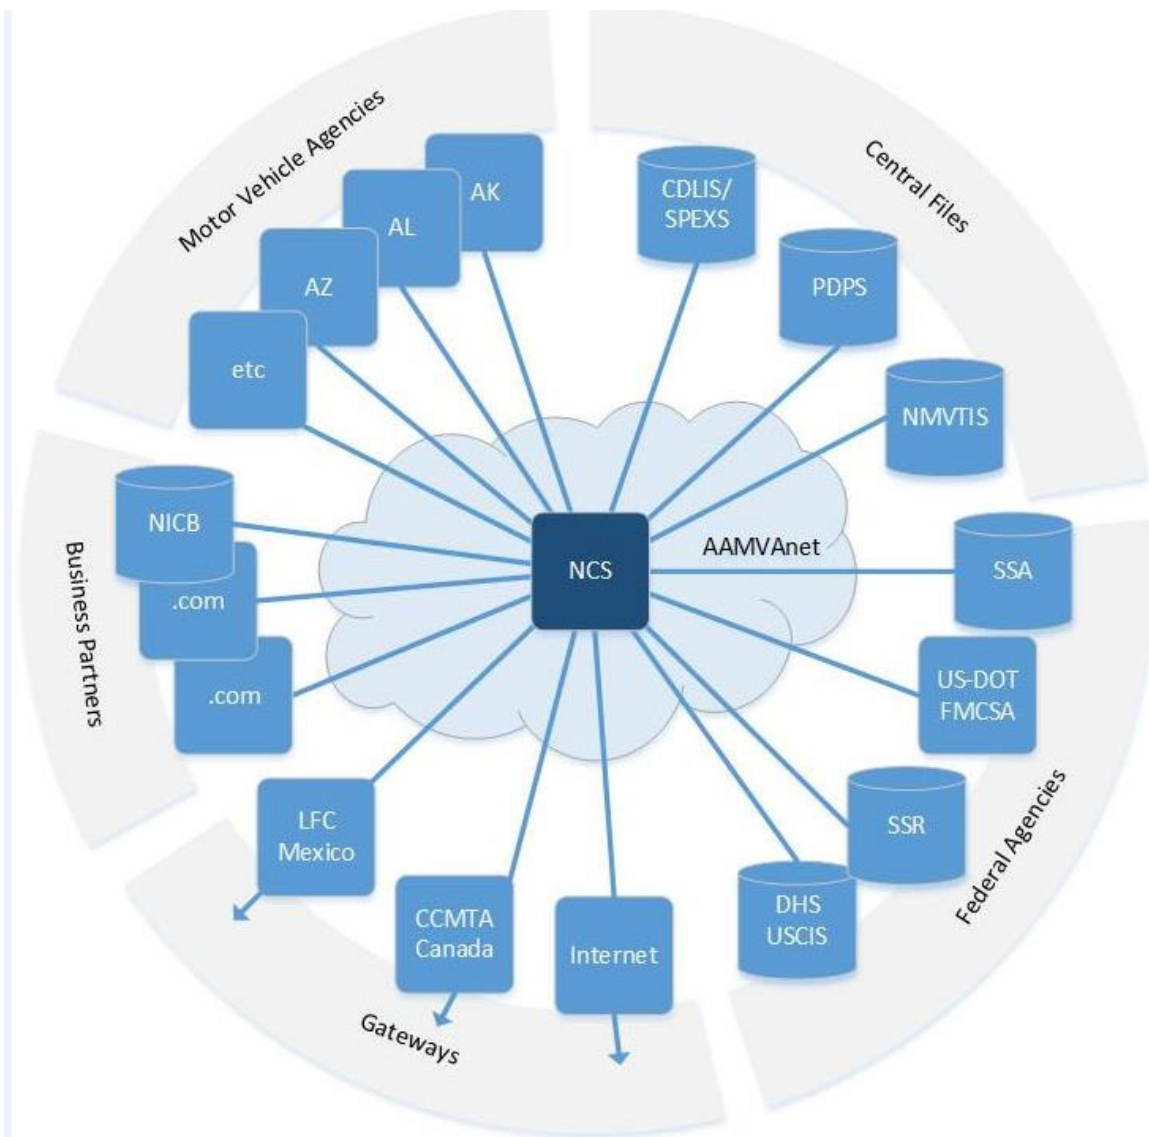 Motor Vehicle Agencies
AK
AL
AZ
etc
Central Files
CDLIS/
SPEXS
PDPS
NMVTIS
Business Partners
NICB
.com
.com
NCS
AAMVAnet
Federal Agencies
SSA
US-DOT
FMCSA
SSR
DHS
USCIS
Gateways
LFC
Mexico
CCMTA
Canada
Internet